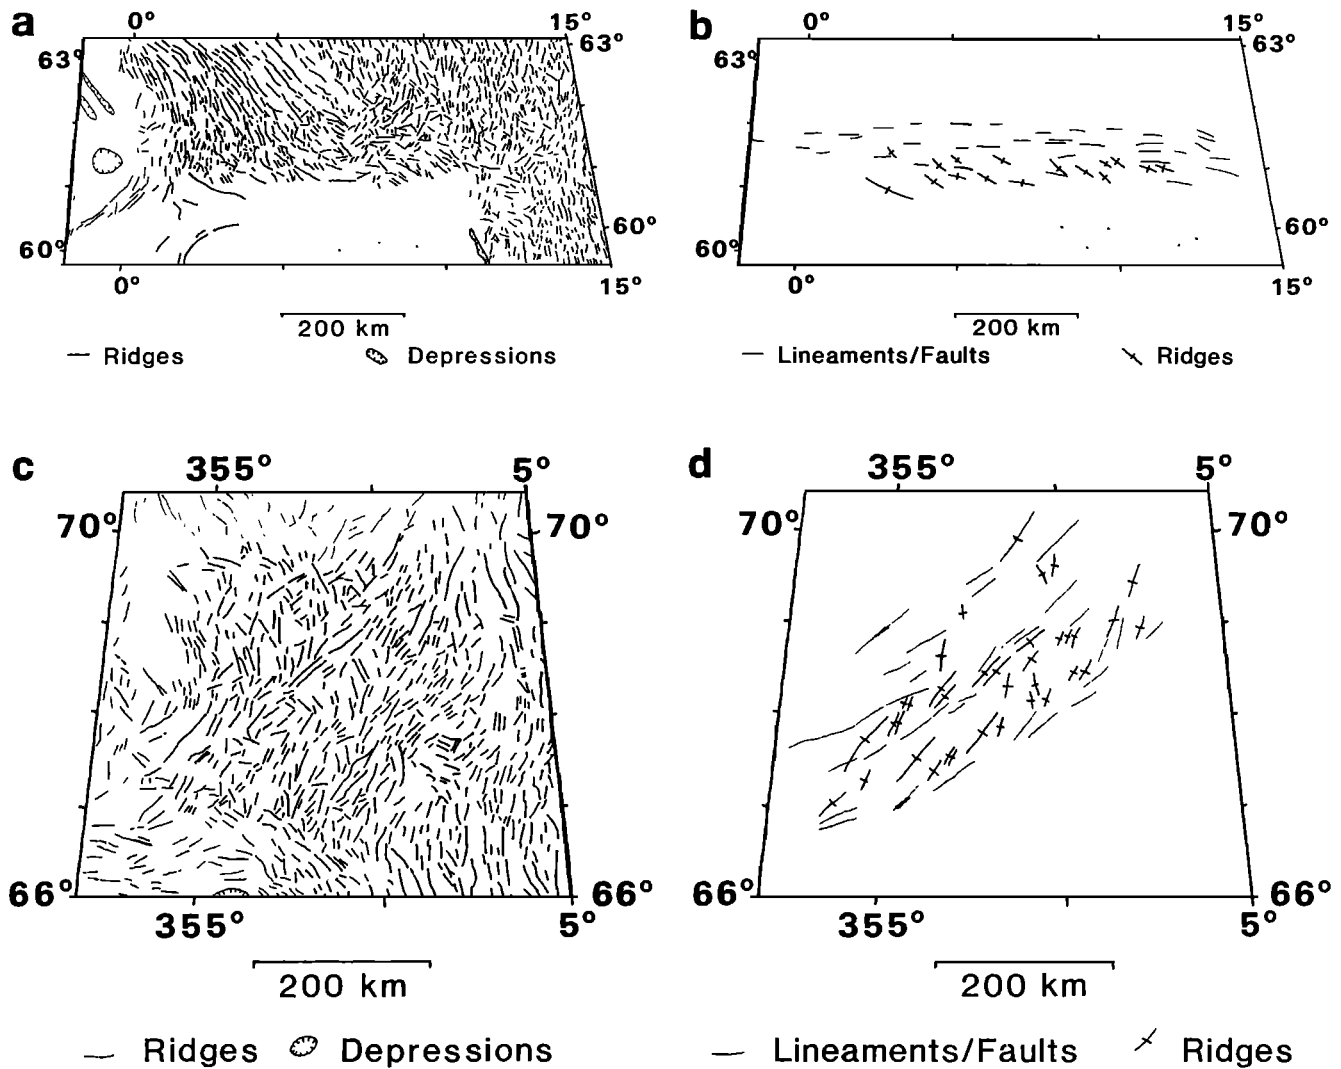 a
0° 15°
63° 63°
60° 60°
0° 15°
200 km
Ridges Depressions
b
0° 15°
63° 63°
60° 60°
0° 15°
200 km
Lineaments/Faults Ridges
c
355° 5°
70° 70°
66° 66°
355° 5°
200 km
Ridges Depressions
d
355° 5°
70° 70°
66° 66°
355° 5°
200 km
Lineaments/Faults Ridges